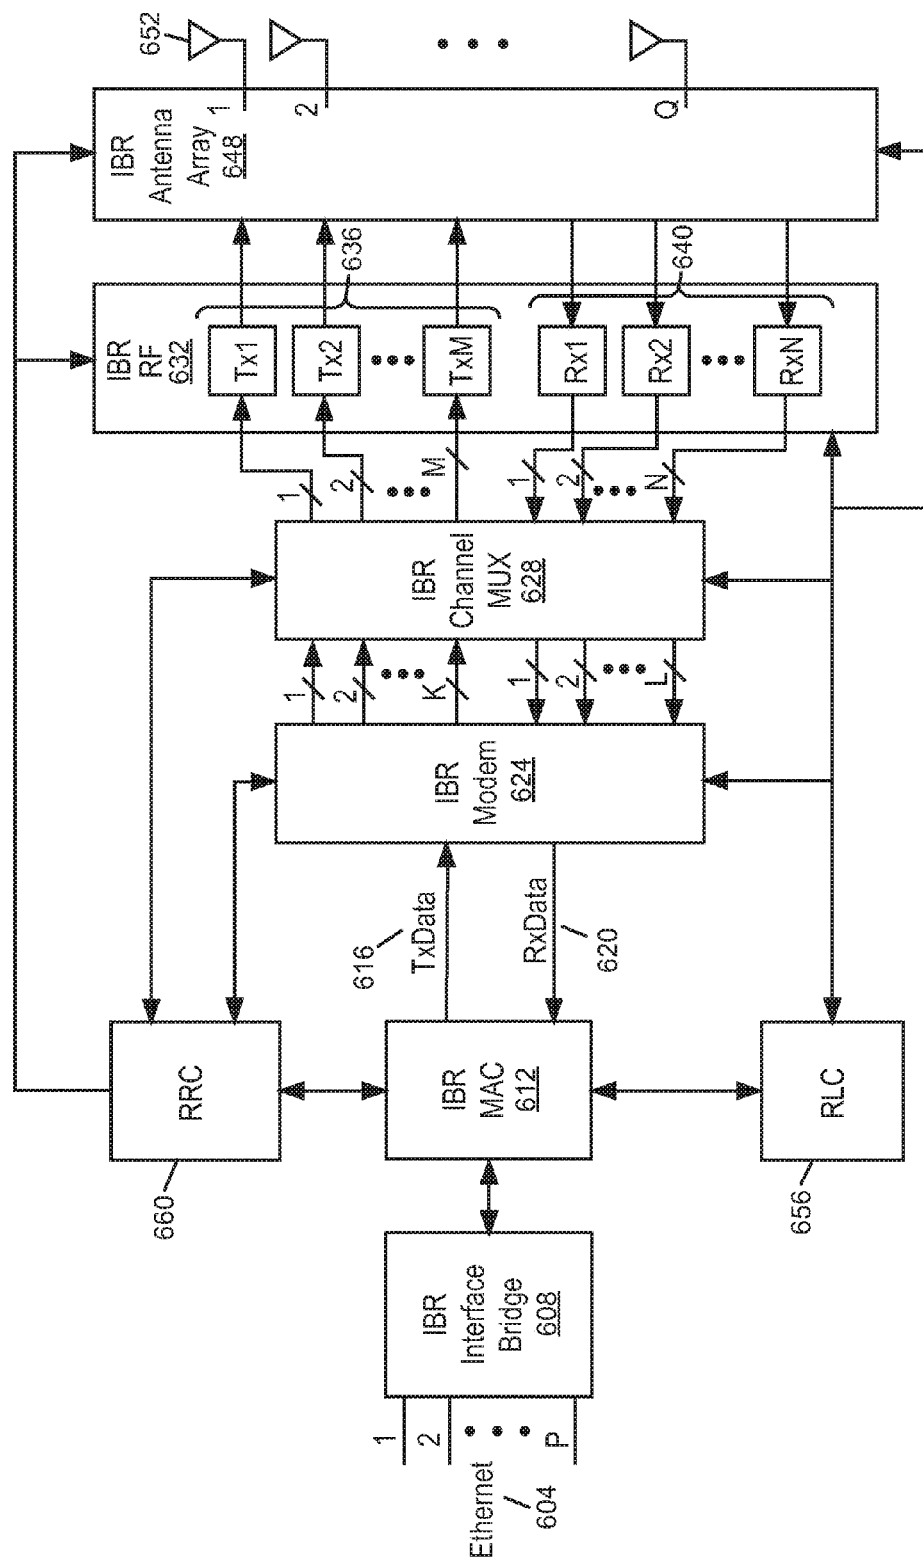 Ethernet
604
1
2
P
IBR
Interface
Bridge
608
660
RRC
IBR
MAC
612
656
RLC
616
TxData
RxData
620
IBR
Modem
624
1
2
K
1
2
L
IBR
Channel
MUX
628
1
2
M
1
2
N
IBR
RF
632
Tx1
Tx2
TxM
636
Rx1
Rx2
RxN
640
IBR
Antenna
Array
648
1
2
Q
652